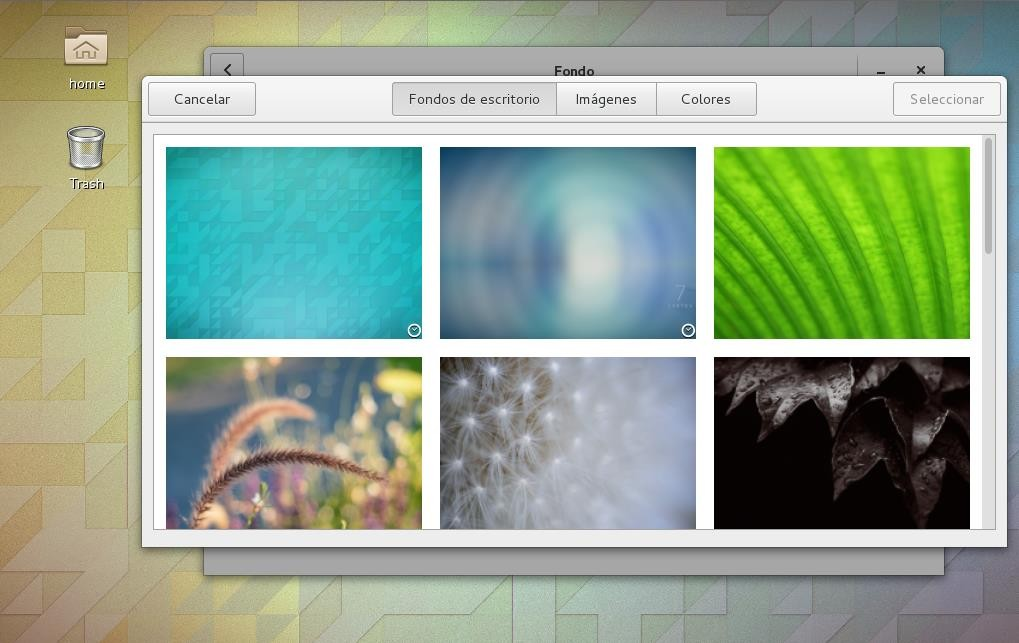 home
Trash
Fondo
Cancelar
Fondos de escritorio
Imágenes
Colores
Seleccionar
7